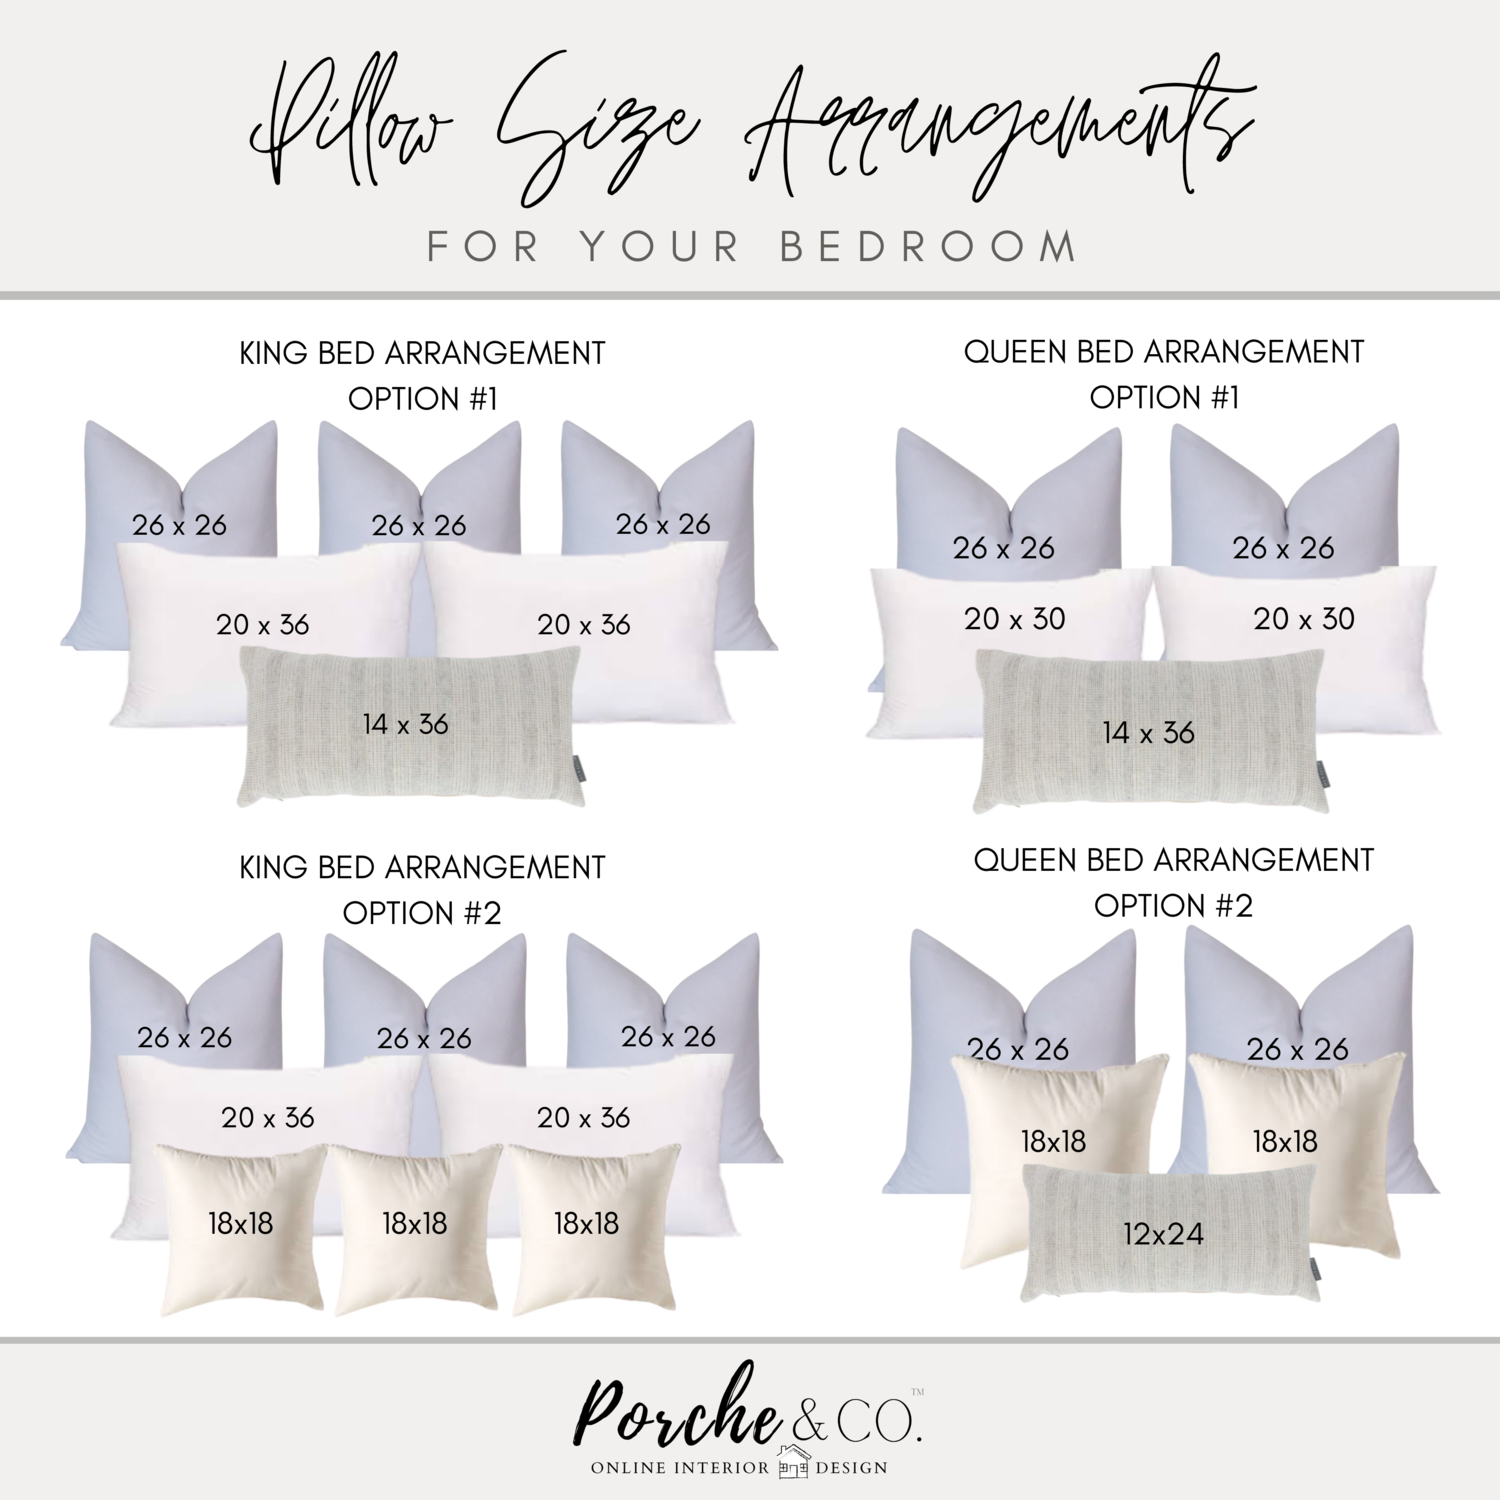 Pillow Size Arrangements
FOR YOUR BEDROOM
KING BED ARRANGEMENT
OPTION #1
26 x 26
26 x 26
26 x 26
20 x 36
20 x 36
14 x 36
QUEEN BED ARRANGEMENT
OPTION #1
26 x 26
26 x 26
20 x 30
20 x 30
14 x 36
KING BED ARRANGEMENT
OPTION #2
26 x 26
26 x 26
26 x 26
20 x 36
20 x 36
18x18
18x18
18x18
QUEEN BED ARRANGEMENT
OPTION #2
26 x 26
26 x 26
18x18
18x18
12x24
Porche & CO.™
ONLINE INTERIOR DESIGN